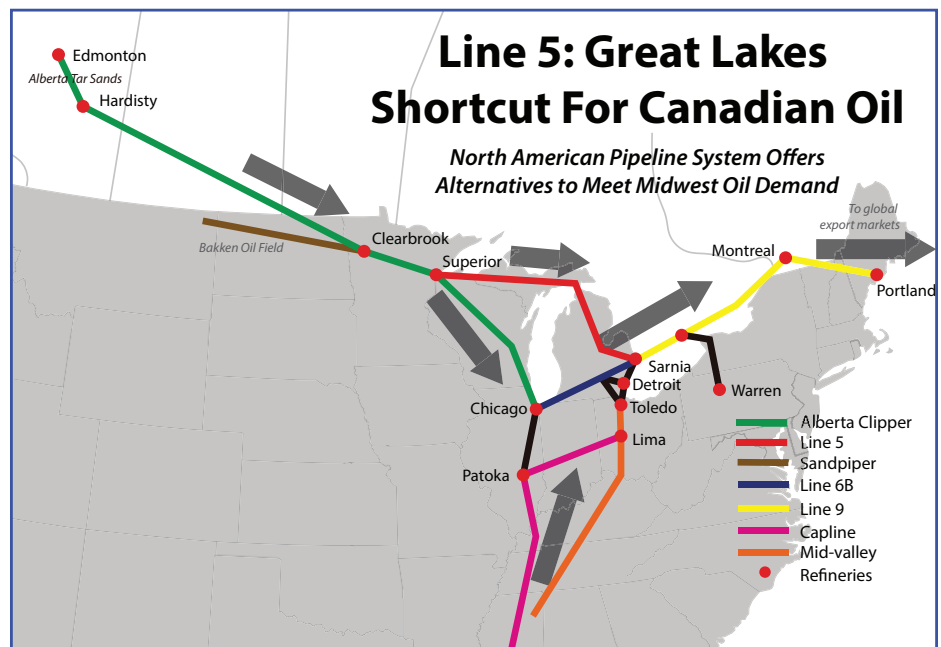 Line 5: Great Lakes
Shortcut For Canadian Oil
North American Pipeline System Offers
Alternatives to Meet Midwest Oil Demand
Edmonton
Alberta Tar Sands
Hardisty
To global
export markets
Bakken Oil Field
Clearbrook
Superior
Montreal
Portland
Sarnia
Detroit
Warren
Chicago
Toledo
Lima
Patoka
Alberta Clipper
Line 5
Sandpiper
Line 6B
Line 9
Capline
Mid-valley
Refineries